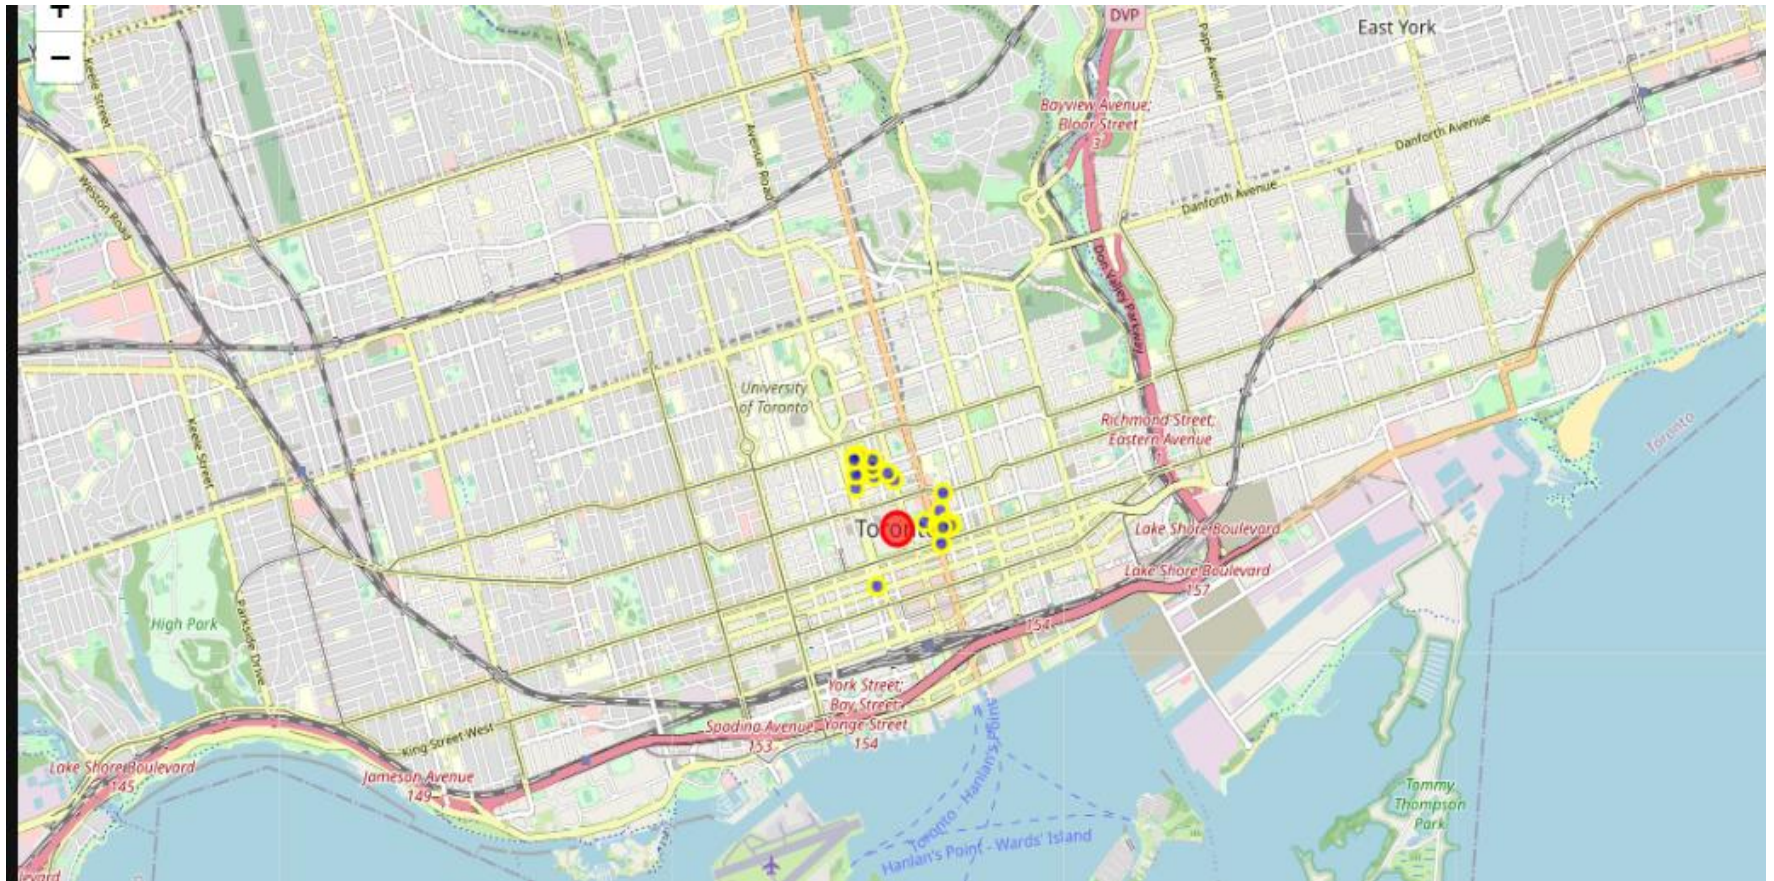 +
−
DVP
East York
Keele Street
Pape Avenue
Bayview Avenue;
Bloor Street
3
Avenue Road
Danforth Avenue
Weston Road
Danforth Avenue
Don Valley Parkway
University
of Toronto
Richmond Street;
Eastern Avenue
Toronto
Keele Street
Toronto
Lake Shore Boulevard
Lake Shore Boulevard
157
High Park
Parkside Drive
154
York Street;
Bay Street;
Yonge Street
154
Spadina Avenue
153
King Street West
Lake Shore Boulevard
145
Jameson Avenue
149
Toronto - Hanlan's Point
Hanlan's Point - Wards' Island
Tommy
Thompson
Park